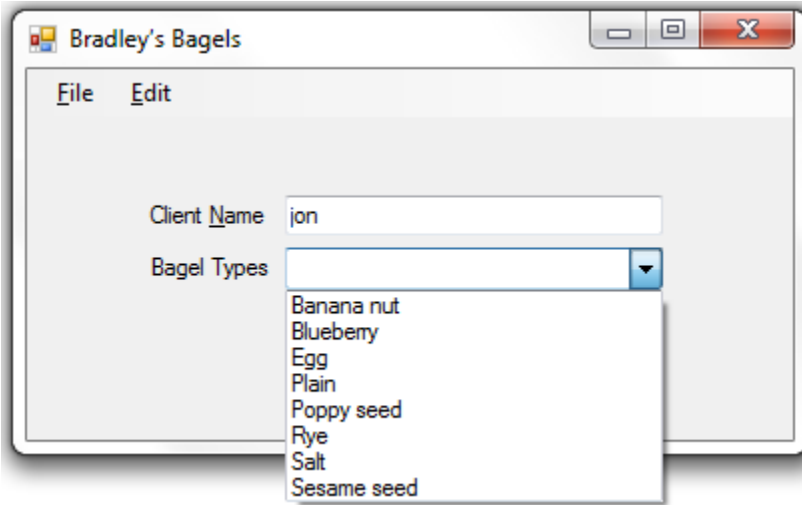 Bradley's Bagels
File Edit
Client Name jon
Bagel Types
Banana nut
Blueberry
Egg
Plain
Poppy seed
Rye
Salt
Sesame seed